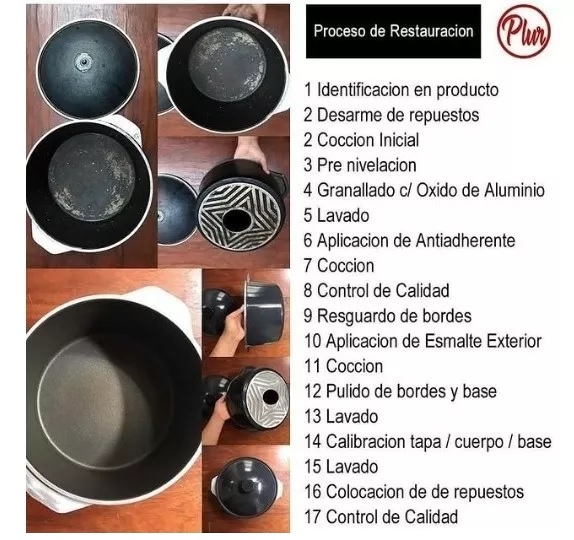 Proceso de Restauracion
Plur
1 Identificacion en producto
2 Desarme de repuestos
2 Coccion Inicial
3 Pre nivelacion
4 Granallado c/ Oxido de Aluminio
5 Lavado
6 Aplicacion de Antiadherente
7 Coccion
8 Control de Calidad
9 Resguardo de bordes
10 Aplicacion de Esmalte Exterior
11 Coccion
12 Pulido de bordes y base
13 Lavado
14 Calibracion tapa / cuerpo / base
15 Lavado
16 Colocacion de de repuestos
17 Control de Calidad